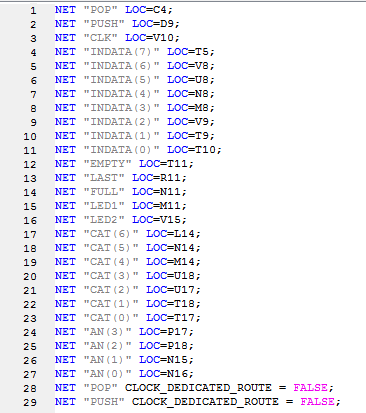 1 NET "POP" LOC=C4;
2 NET "PUSH" LOC=D9;
3 NET "CLK" LOC=V10;
4 NET "INDATA(7)" LOC=T5;
5 NET "INDATA(6)" LOC=V8;
6 NET "INDATA(5)" LOC=U8;
7 NET "INDATA(4)" LOC=N8;
8 NET "INDATA(3)" LOC=M8;
9 NET "INDATA(2)" LOC=V9;
10 NET "INDATA(1)" LOC=T9;
11 NET "INDATA(0)" LOC=T10;
12 NET "EMPTY" LOC=T11;
13 NET "LAST" LOC=R11;
14 NET "FULL" LOC=N11;
15 NET "LED1" LOC=M11;
16 NET "LED2" LOC=V15;
17 NET "CAT(6)" LOC=L14;
18 NET "CAT(5)" LOC=N14;
19 NET "CAT(4)" LOC=M14;
20 NET "CAT(3)" LOC=U18;
21 NET "CAT(2)" LOC=U17;
22 NET "CAT(1)" LOC=T18;
23 NET "CAT(0)" LOC=T17;
24 NET "AN(3)" LOC=P17;
25 NET "AN(2)" LOC=P18;
26 NET "AN(1)" LOC=N15;
27 NET "AN(0)" LOC=N16;
28 NET "POP" CLOCK_DEDICATED_ROUTE = FALSE;
29 NET "PUSH" CLOCK_DEDICATED_ROUTE = FALSE;